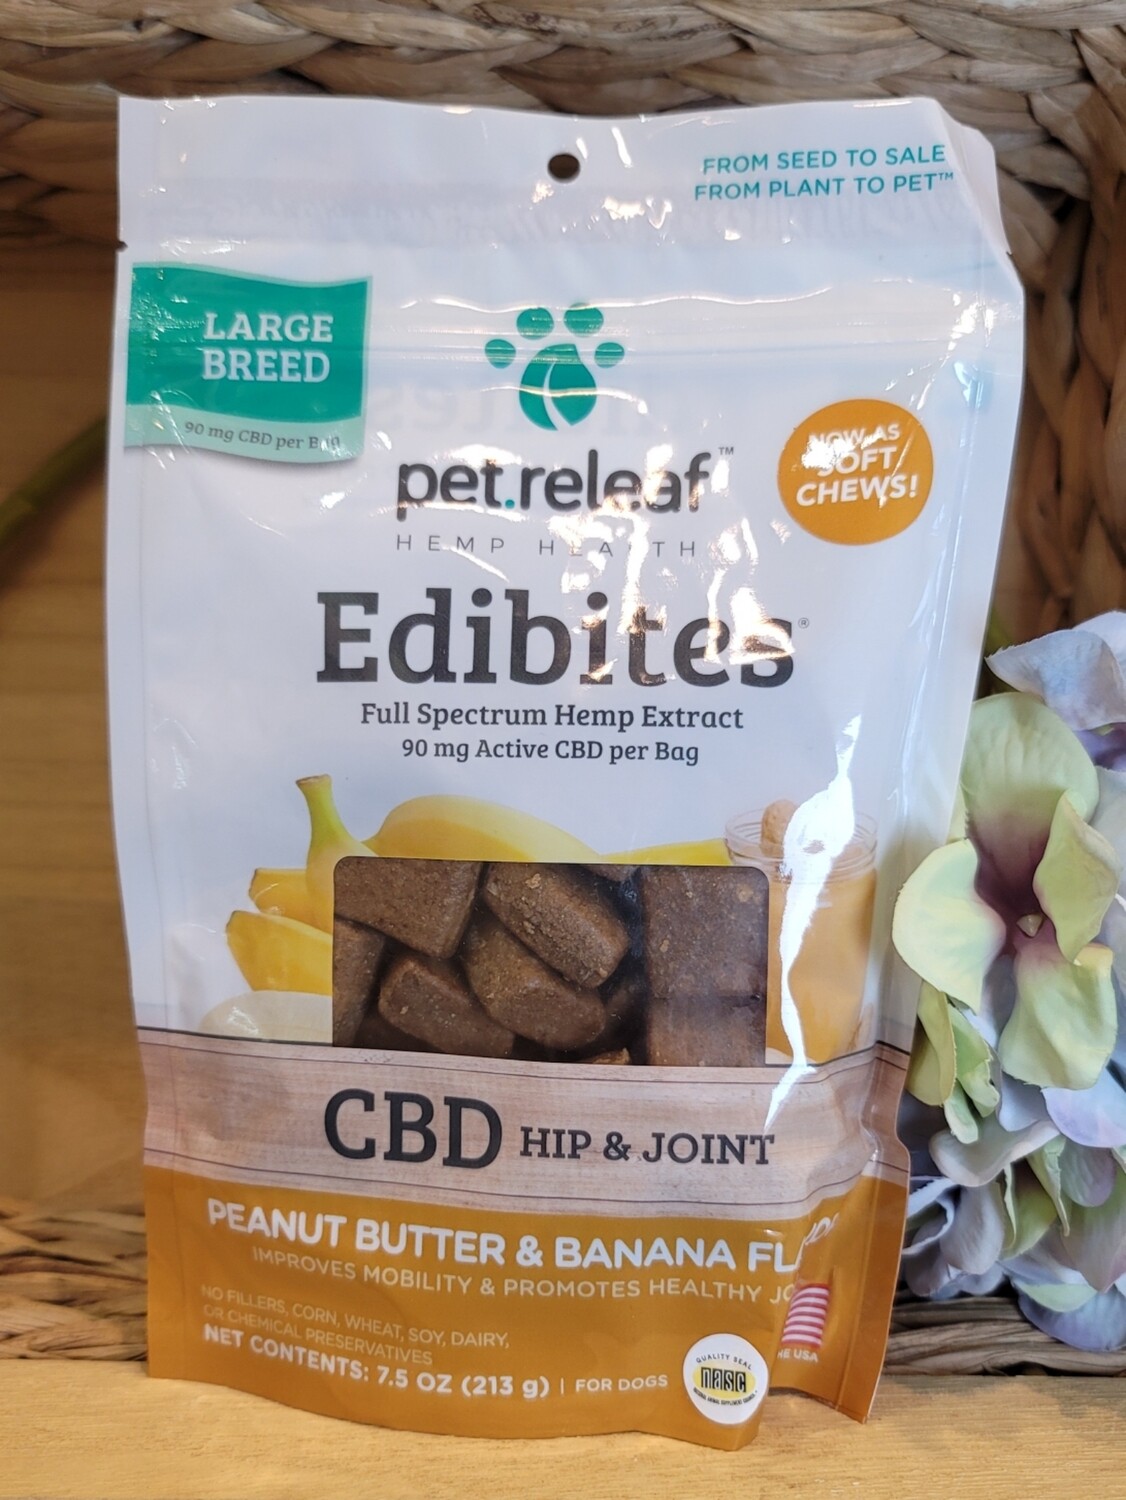 FROM SEED TO SALE
FROM PLANT TO PET™
LARGE
BREED
90 mg CBD per Bag
NOW AS
SOFT
CHEWS!
pet.releaf™
HEMP HEALTH
Edibites®
Full Spectrum Hemp Extract
90 mg Active CBD per Bag
CBD HIP & JOINT
PEANUT BUTTER & BANANA
IMPROVES MOBILITY & PROMOTES HEALTHY
NO FILLERS, CORN, WHEAT, SOY, DAIRY,
OR CHEMICAL PRESERVATIVES
NET CONTENTS: 7.5 OZ (213 g) | FOR DOGS
QUALITY SEAL
nasc
USA